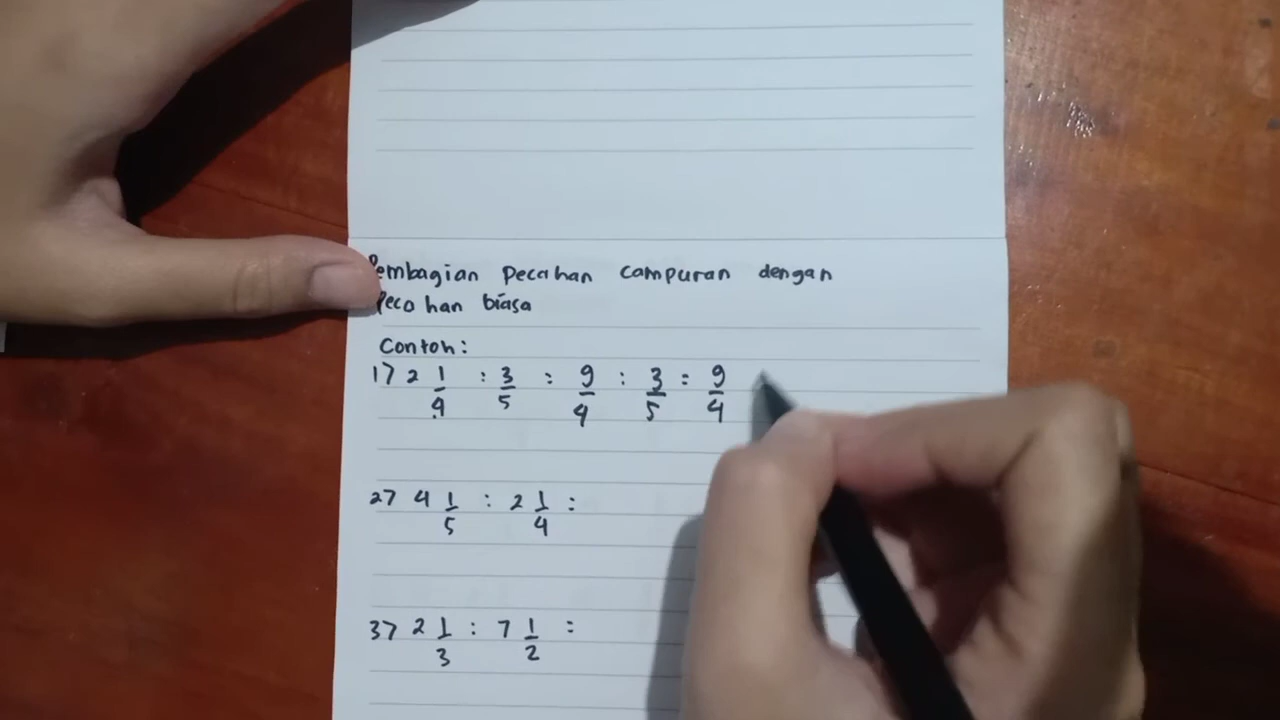 Pembagian Pecahan campuran dengan
Pecahan biasa
Contoh:
1) 2 1/4 : 3/5 = 9/4 : 3/5 = 9/4
2) 4 1/5 : 2 1/4 =
3) 2 1/3 : 7 1/2 =